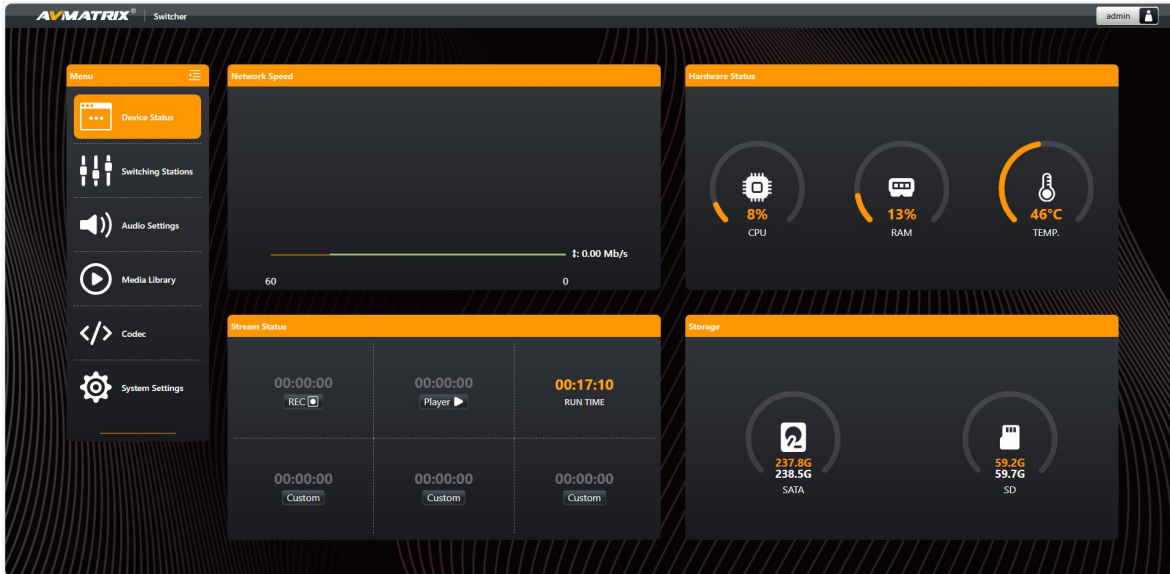 AVMATRIX® Switcher
admin
Menu
Device Status
Switching Stations
Audio Settings
Media Library
Codec
System Settings
Network Speed
↕: 0.00 Mb/s
60 0
Hardware Status
8%
CPU
13%
RAM
46°C
TEMP.
Stream Status
00:00:00
REC
00:00:00
Player
00:17:10
RUN TIME
00:00:00
Custom
00:00:00
Custom
00:00:00
Custom
Storage
237.8G
238.5G
SATA
59.2G
59.7G
SD